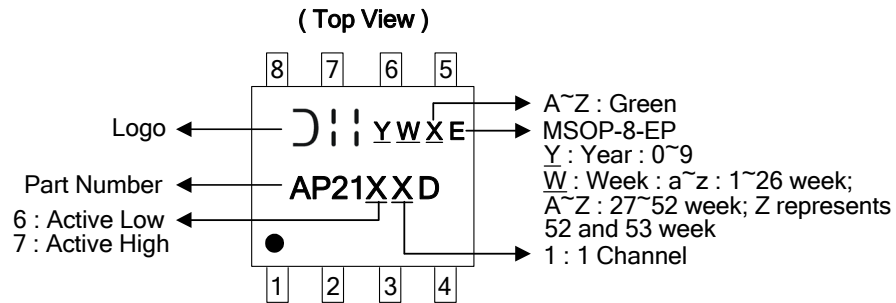 ( Top View )
8 7 6 5
Logo
Y W X E
A~Z : Green
MSOP-8-EP
Y : Year : 0~9
W : Week : a~z : 1~26 week;
A~Z : 27~52 week; Z represents
52 and 53 week
Part Number
AP21XXD
6 : Active Low
7 : Active High
1 : 1 Channel
1 2 3 4